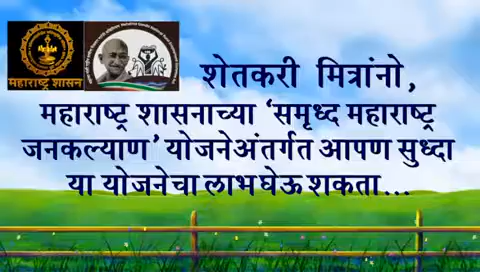 महाराष्ट्र शासन
शेतकरी मित्रांनो,
महाराष्ट्र शासनाच्या ‘समृध्द महाराष्ट्र
जनकल्याण’ योजनेअंतर्गत आपण सुध्दा
या योजनेचा लाभ घेऊ शकता...